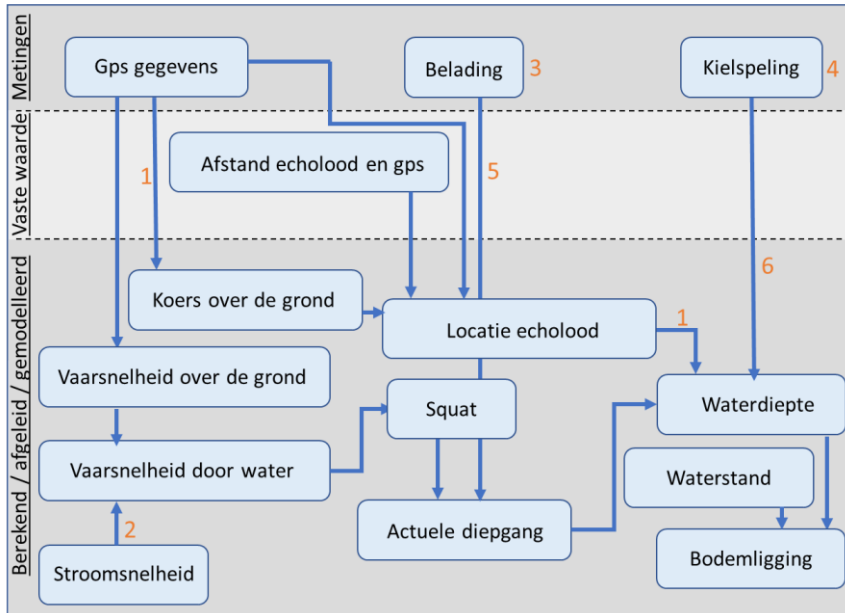 Metingen
Gps gegevens
Belading
3
Kielspeling
4
Vaste waarde
1
Afstand echolood en gps
5
6
Berekend / afgeleid / gemodelleerd
Koers over de grond
Locatie echolood
1
Vaarsnelheid over de grond
Squat
Waterdiepte
Vaarsnelheid door water
Waterstand
2
Actuele diepgang
Stroomsnelheid
Bodemligging